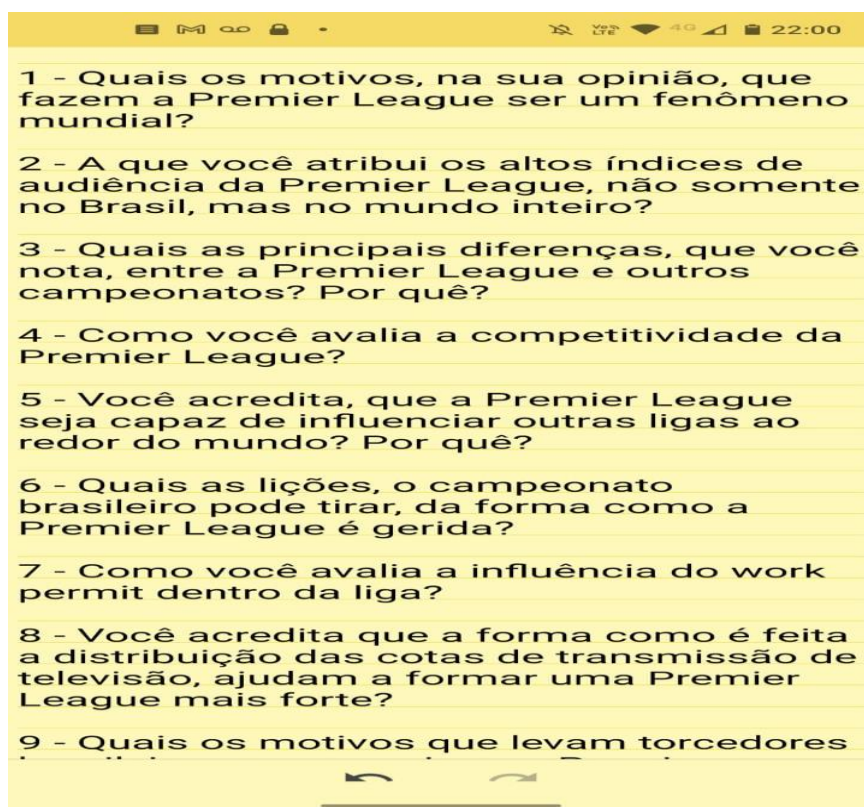 Vo))
LTE 4G 22:00
1 - Quais os motivos, na sua opinião, que
fazem a Premier League ser um fenômeno
mundial?
2 - A que você atribui os altos índices de
audiência da Premier League, não somente
no Brasil, mas no mundo inteiro?
3 - Quais as principais diferenças, que você
nota, entre a Premier League e outros
campeonatos? Por quê?
4 - Como você avalia a competitividade da
Premier League?
5 - Você acredita, que a Premier League
seja capaz de influenciar outras ligas ao
redor do mundo? Por quê?
6 - Quais as lições, o campeonato
brasileiro pode tirar, da forma como a
Premier League é gerida?
7 - Como você avalia a influência do work
permit dentro da liga?
8 - Você acredita que a forma como é feita
a distribuição das cotas de transmissão de
televisão, ajudam a formar uma Premier
League mais forte?
9 - Quais os motivos que levam torcedores